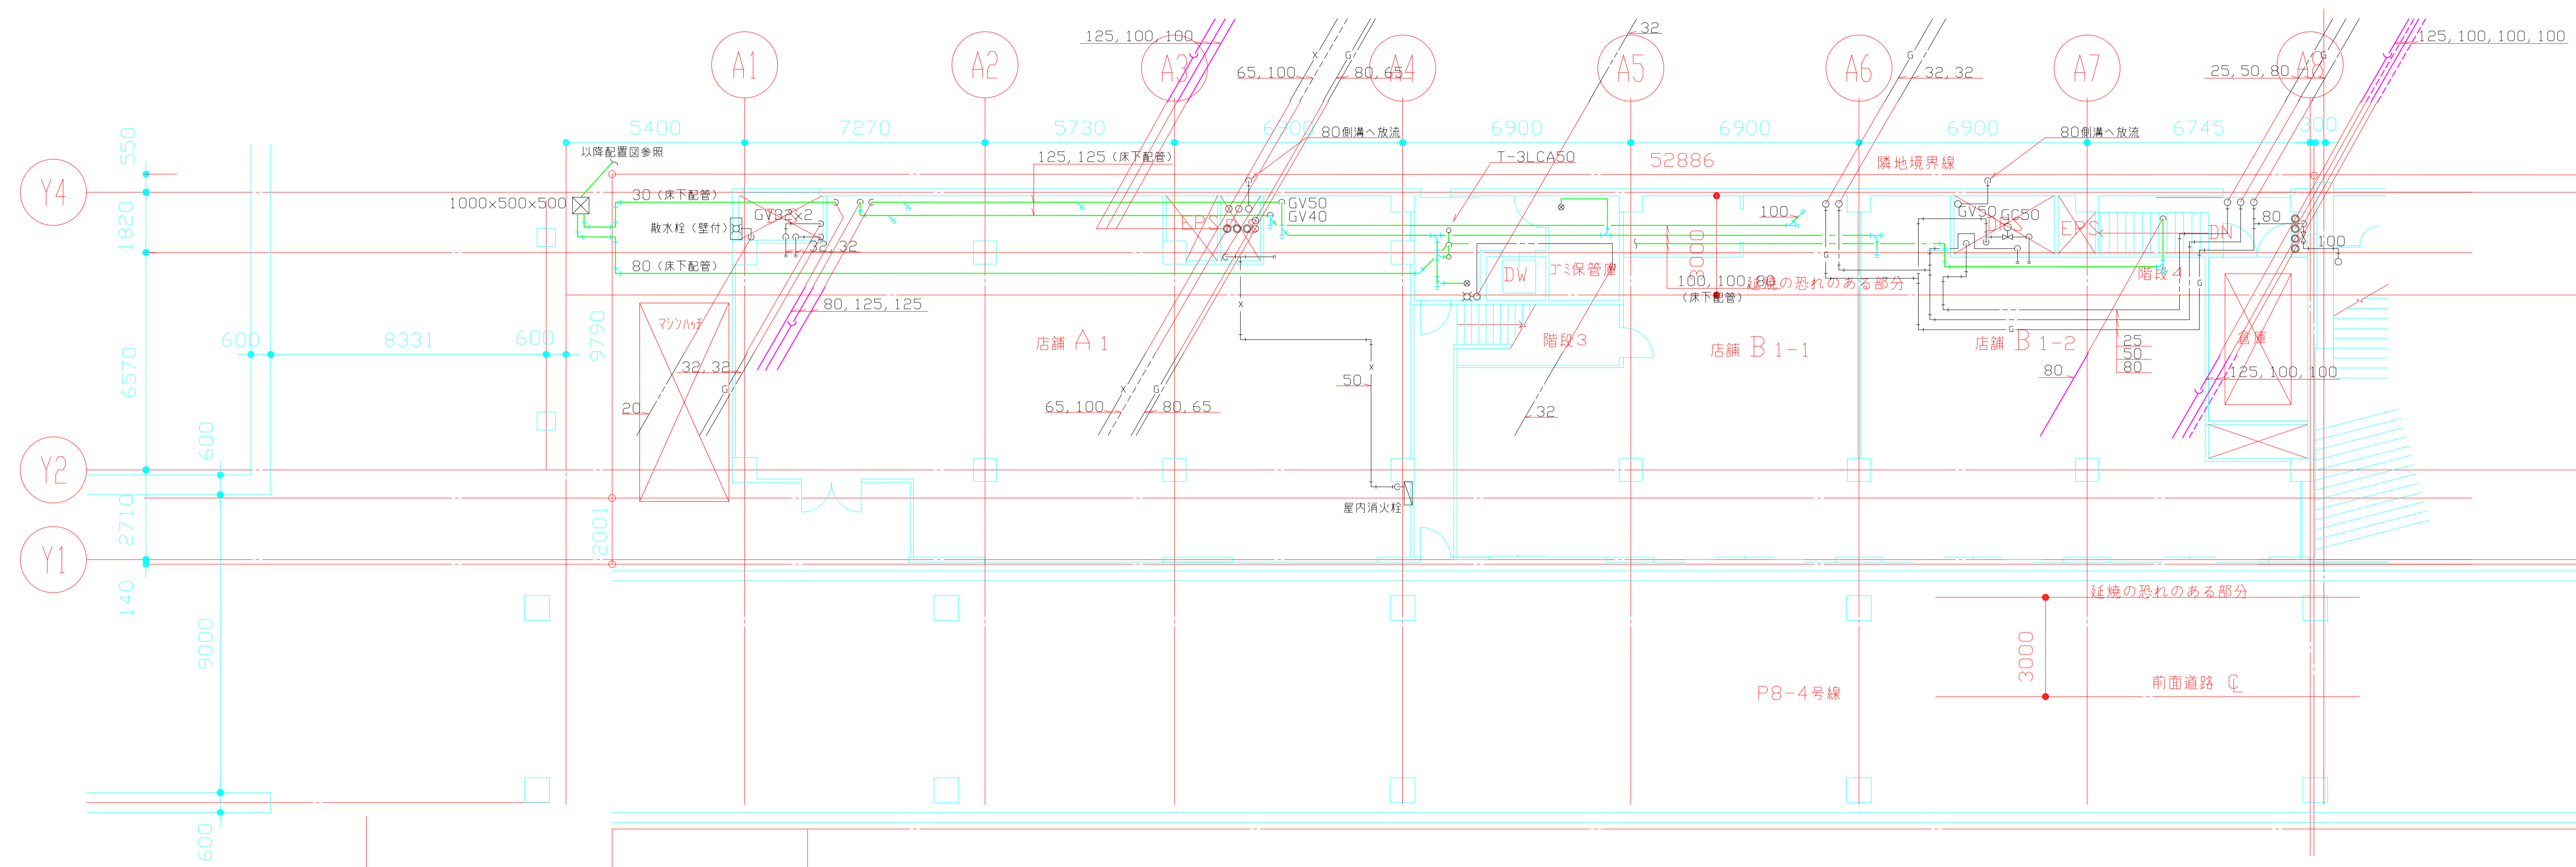 125, 100, 100
32
125, 100, 100, 100
A1
A2
A3
A4
A5
A6
A7
65, 100
80, 65
32, 32
25, 50, 80
550
5400
7270
5730
6900
6900
6900
6900
6745
300
80側溝へ放流
80側溝へ放流
以降配置図参照
125, 125 (床下配管)
T-3LCA50
52886
隣地境界線
Y4
30 (床下配管)
1000x500x500
GV32x2
GV50
GV40
100
GV50
GC50
80
1820
散水栓 (壁付)
EPS
EPS
DN
32, 32
100
80 (床下配管)
DW
ゴミ保管庫
3000
100, 100, 80
(床下配管)
延焼の恐れのある部分
階段4
80, 125, 125
マシンハッチ
600
8331
600
9790
店舗 A 1
階段3
店舗 B 1-1
店舗 B 1-2
25
50
80
倉庫
6570
32, 32
50
80
125, 100, 100
20
65, 100
80, 65
32
600
Y2
屋内消火栓
2710
2001
Y1
140
延焼の恐れのある部分
9000
3000
P8-4号線
前面道路 ℄
600